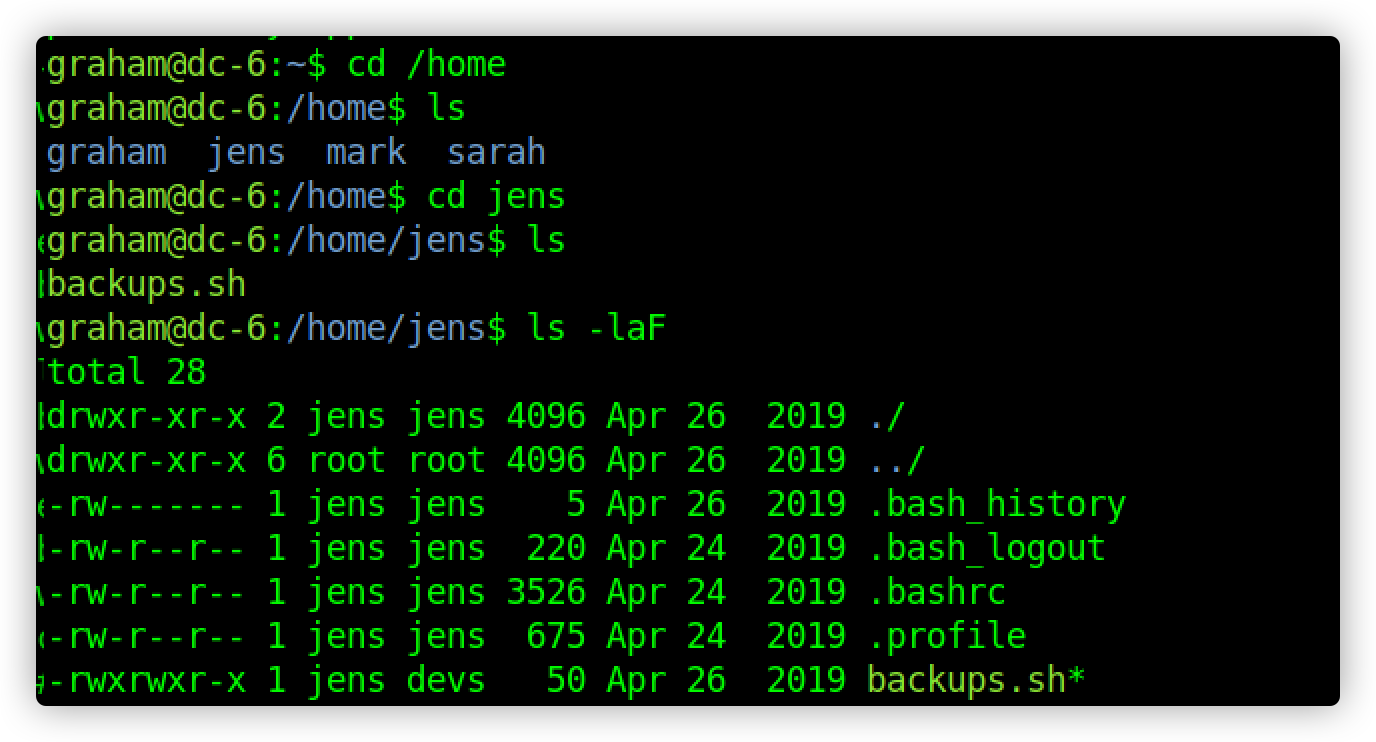 graham@dc-6:~$ cd /home
graham@dc-6:/home$ ls
graham  jens  mark  sarah
graham@dc-6:/home$ cd jens
graham@dc-6:/home/jens$ ls
backups.sh
graham@dc-6:/home/jens$ ls -laF
total 28
drwxr-xr-x 2 jens jens 4096 Apr 26  2019 ./
drwxr-xr-x 6 root root 4096 Apr 26  2019 ../
-rw------- 1 jens jens    5 Apr 26  2019 .bash_history
-rw-r--r-- 1 jens jens  220 Apr 24  2019 .bash_logout
-rw-r--r-- 1 jens jens 3526 Apr 24  2019 .bashrc
-rw-r--r-- 1 jens jens  675 Apr 24  2019 .profile
-rwxrwxr-x 1 jens devs   50 Apr 26  2019 backups.sh*